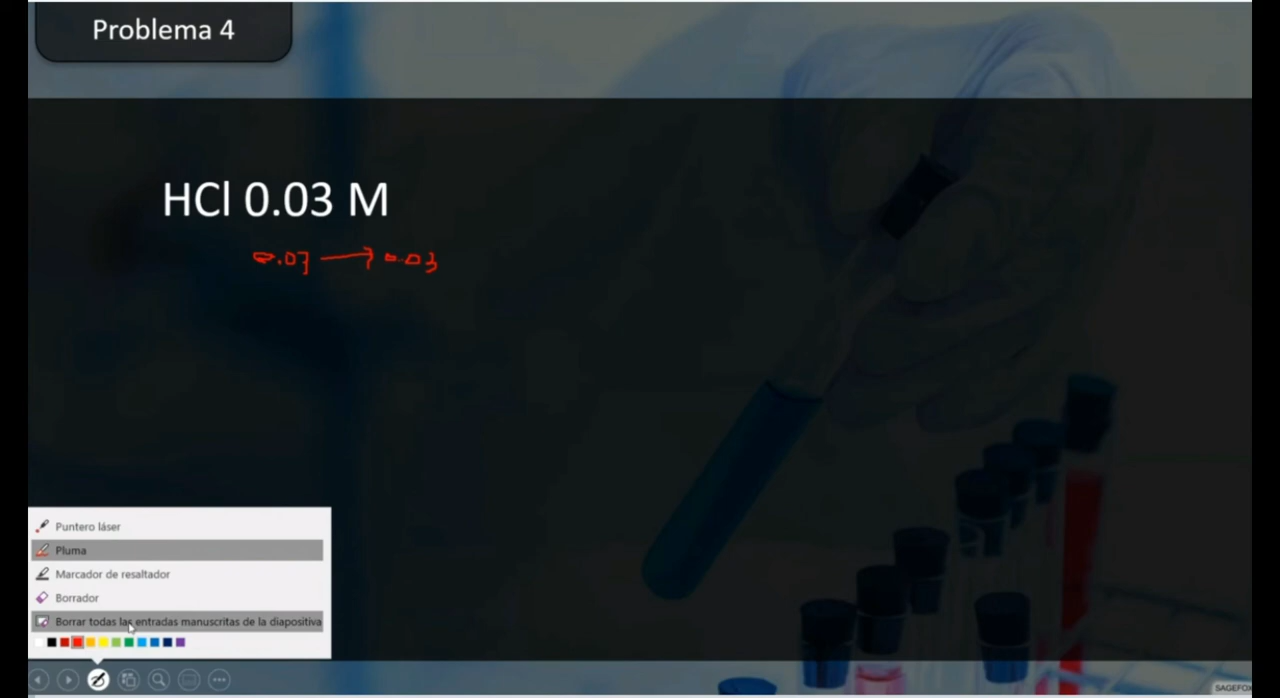 Problema 4
HCl 0.03 M
0.03 → 0.03
Puntero láser
Pluma
Marcador de resaltador
Borrador
Borrar todas las entradas manuscritas de la diapositiva
SAGEFOX